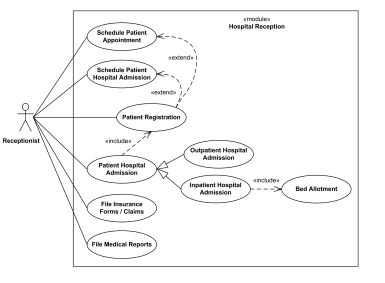 «module»
Hospital Reception
Schedule Patient
Appointment
«extend»
Schedule Patient
Hospital Admission
«extend»
Patient Registration
Receptionist
«include»
Outpatient Hospital
Admission
Patient Hospital
Admission
Inpatient Hospital
Admission
«include»
Bed Allotment
File Insurance
Forms / Claims
File Medical Reports